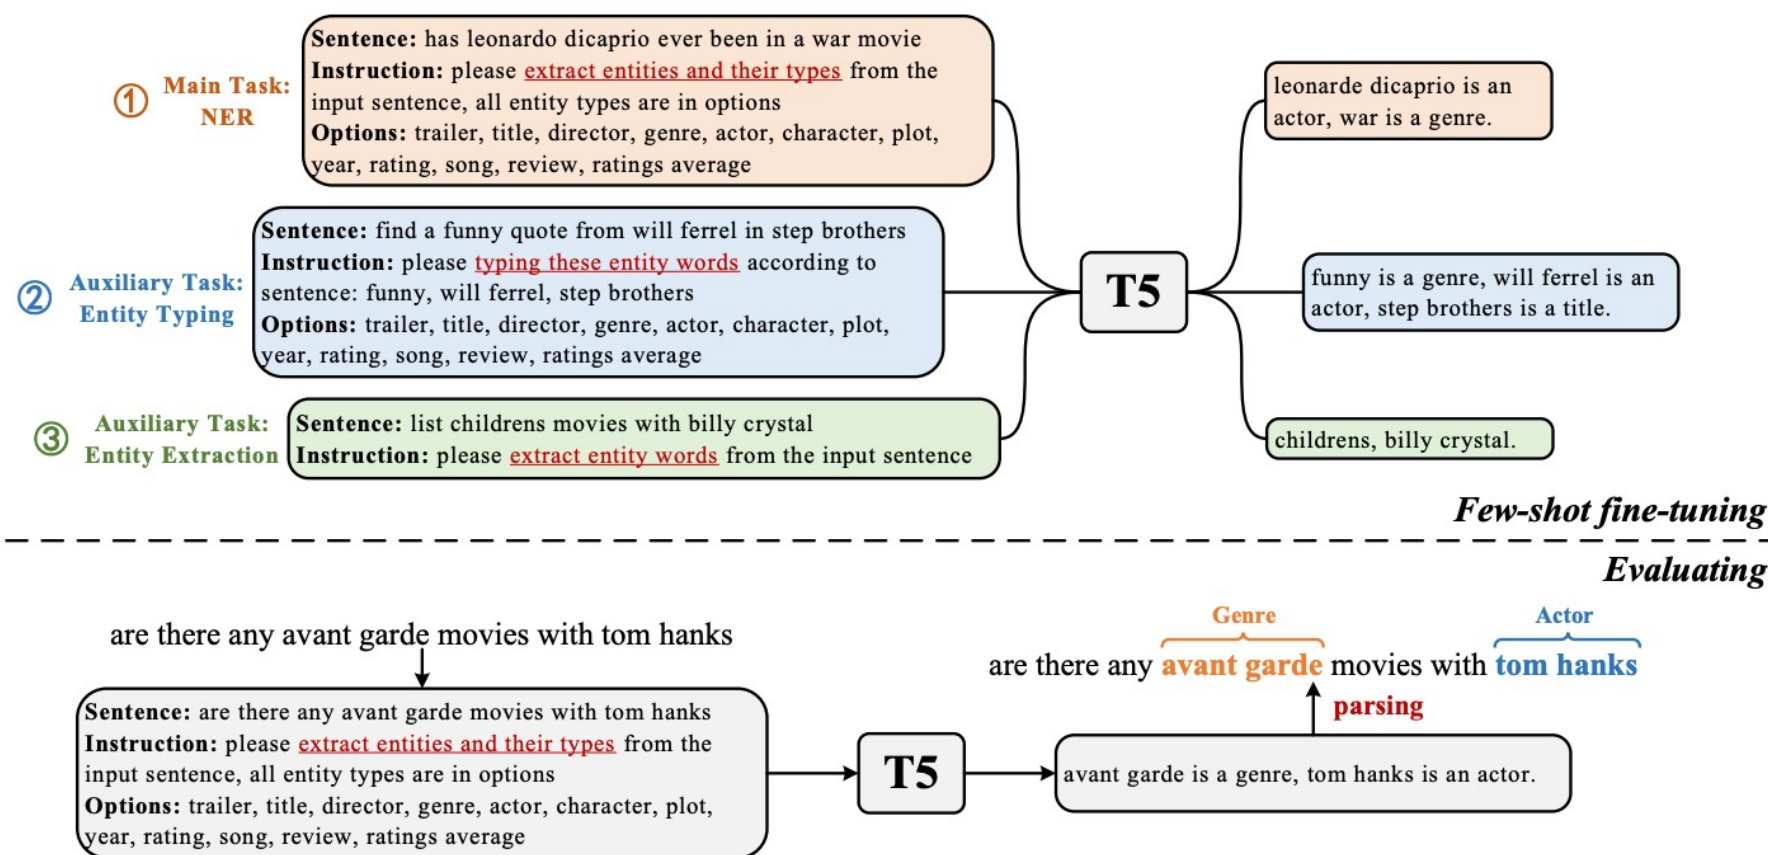 ① Main Task:
NER
Sentence: has leonardo dicaprio ever been in a war movie
Instruction: please extract entities and their types from the
input sentence, all entity types are in options
Options: trailer, title, director, genre, actor, character, plot,
year, rating, song, review, ratings average
leonarde dicaprio is an
actor, war is a genre.
② Auxiliary Task:
Entity Typing
Sentence: find a funny quote from will ferrel in step brothers
Instruction: please typing these entity words according to
sentence: funny, will ferrel, step brothers
Options: trailer, title, director, genre, actor, character, plot,
year, rating, song, review, ratings average
T5
funny is a genre, will ferrel is an
actor, step brothers is a title.
③ Auxiliary Task:
Entity Extraction
Sentence: list childrens movies with billy crystal
Instruction: please extract entity words from the input sentence
childrens, billy crystal.
Few-shot fine-tuning
Evaluating
are there any avant garde movies with tom hanks
Sentence: are there any avant garde movies with tom hanks
Instruction: please extract entities and their types from the
input sentence, all entity types are in options
Options: trailer, title, director, genre, actor, character, plot,
year, rating, song, review, ratings average
T5
Genre
Actor
are there any avant garde movies with tom hanks
parsing
avant garde is a genre, tom hanks is an actor.